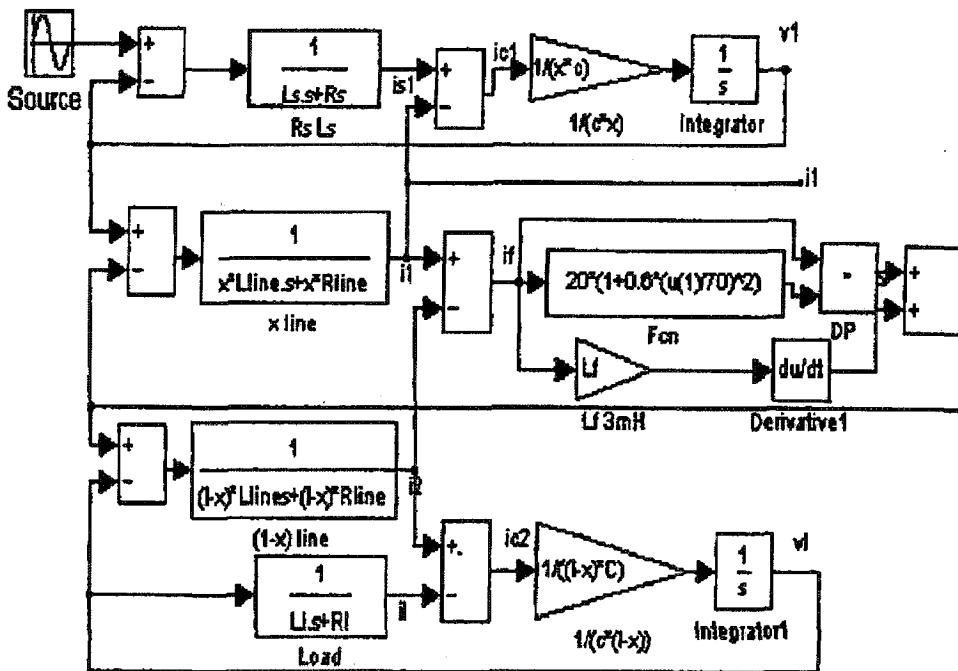 Source
+
-
1
Ls.s+Rs
Rs Ls
is1
+
-
ic1
1/(x*c)
1/(c*x)
1
s
Integrator
v1
i1
+
-
1
x*Lline.s+x*Rline
x line
i1
+
-
if
20*(1+0.6*(u(1)/70)^2)
Fcn
DP
+
+
Lf
Lf 3mH
du/dt
Derivative1
+
-
1
(l-x)*Llines+(l-x)*Rline
(1-x) line
1
Ll.s+Rl
Load
+
-
ic2
1/((l-x)*C)
1/(c*(l-x))
1
s
Integrator1
vl